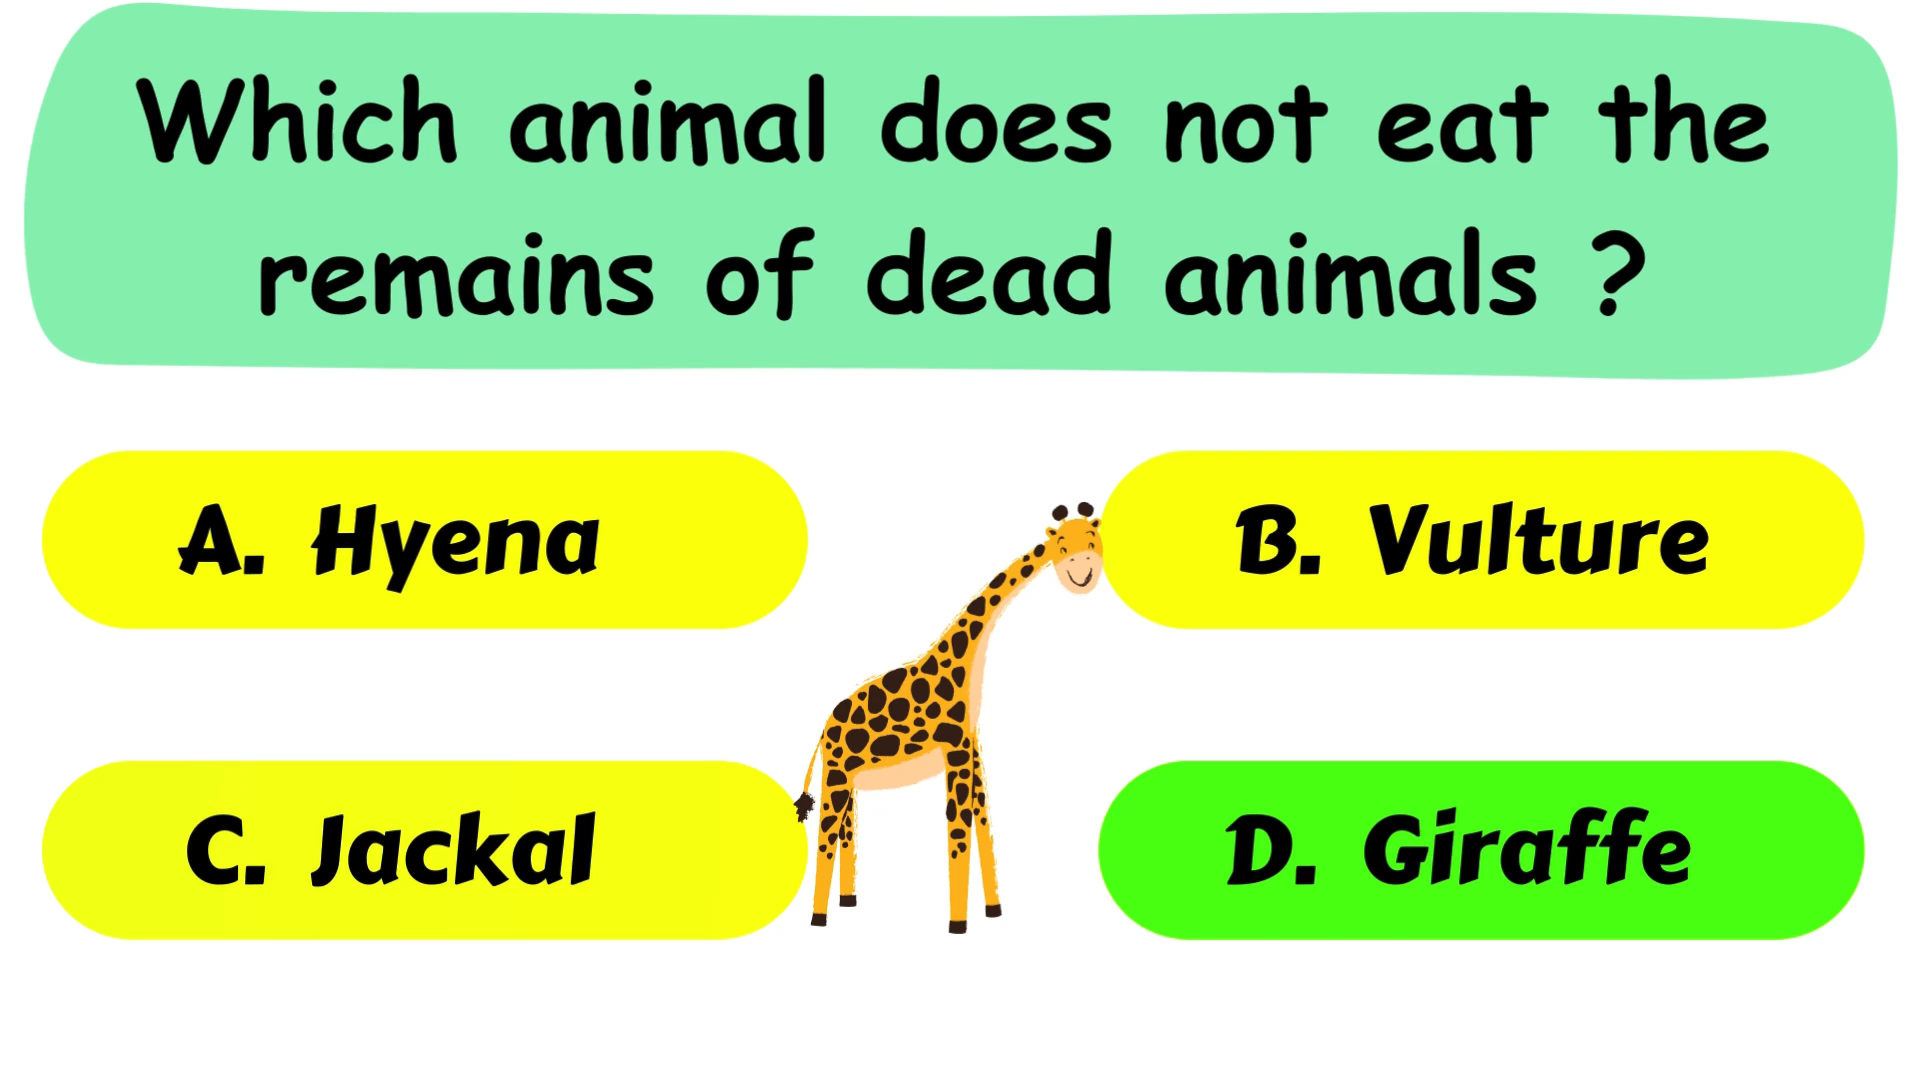 Which animal does not eat the
remains of dead animals ?
A. Hyena
B. Vulture
C. Jackal
D. Giraffe